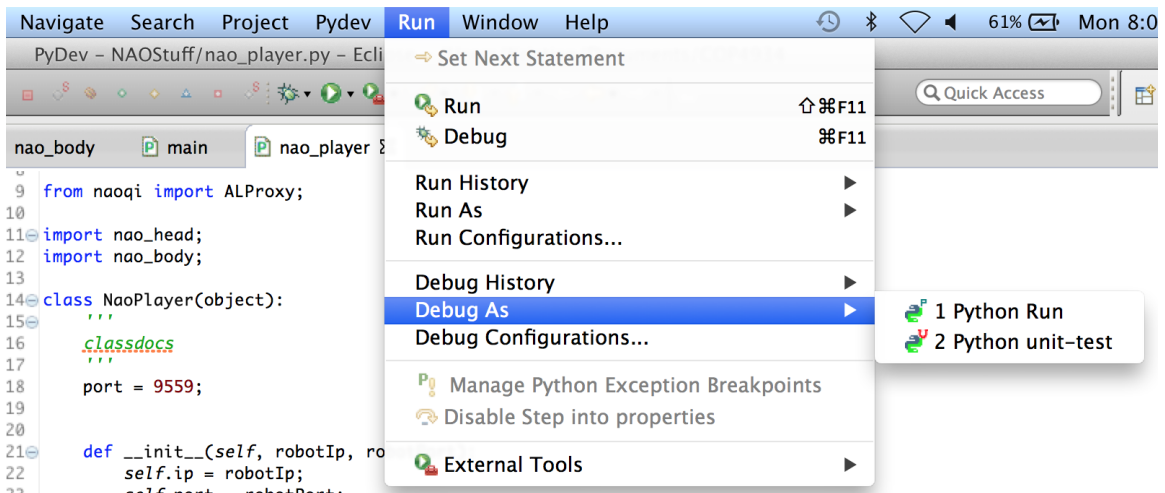 Navigate Search Project Pydev Run Window Help 61% Mon 8:0
PyDev – NAOStuff/nao_player.py – Ecli
Quick Access
nao_body main nao_player
9 from naoqi import ALProxy;
10
11 import nao_head;
12 import nao_body;
13
14 class NaoPlayer(object):
15 '''
16 classdocs
17 '''
18 port = 9559;
19
20
21 def __init__(self, robotIp, ro
22 self.ip = robotIp;
23 self.port = robotPort;
Set Next Statement
Run ⇧⌘F11
Debug ⌘F11
Run History
Run As
Run Configurations...
Debug History
Debug As
Debug Configurations...
Manage Python Exception Breakpoints
Disable Step into properties
External Tools
1 Python Run
2 Python unit-test